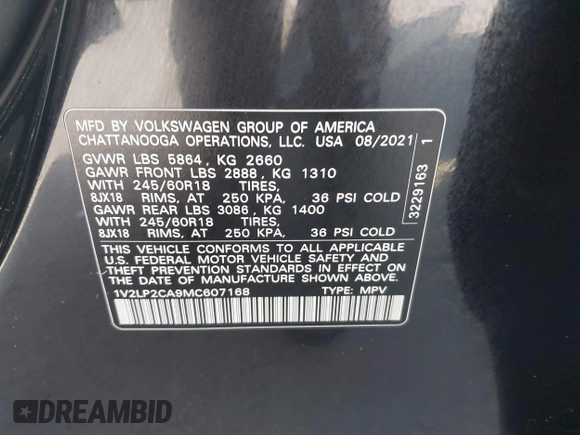 MFD BY VOLKSWAGEN GROUP OF AMERICA
CHATTANOOGA OPERATIONS, LLC. USA 08/2021
GVWR LBS 5864, KG 2660
GAWR FRONT LBS 2888, KG 1310
WITH 245/60R18 TIRES,
8JX18 RIMS, AT 250 KPA, 36 PSI COLD
GAWR REAR LBS 3086, KG 1400
WITH 245/60R18 TIRES,
8JX18 RIMS, AT 250 KPA, 36 PSI COLD
THIS VEHICLE CONFORMS TO ALL APPLICABLE
U.S. FEDERAL MOTOR VEHICLE SAFETY AND
THEFT PREVENTION STANDARDS IN EFFECT ON
THE DATE OF MANUFACTURE SHOWN ABOVE.
1V2LP2CA9MC607168 TYPE: MPV
3229163 1
DREAMBID